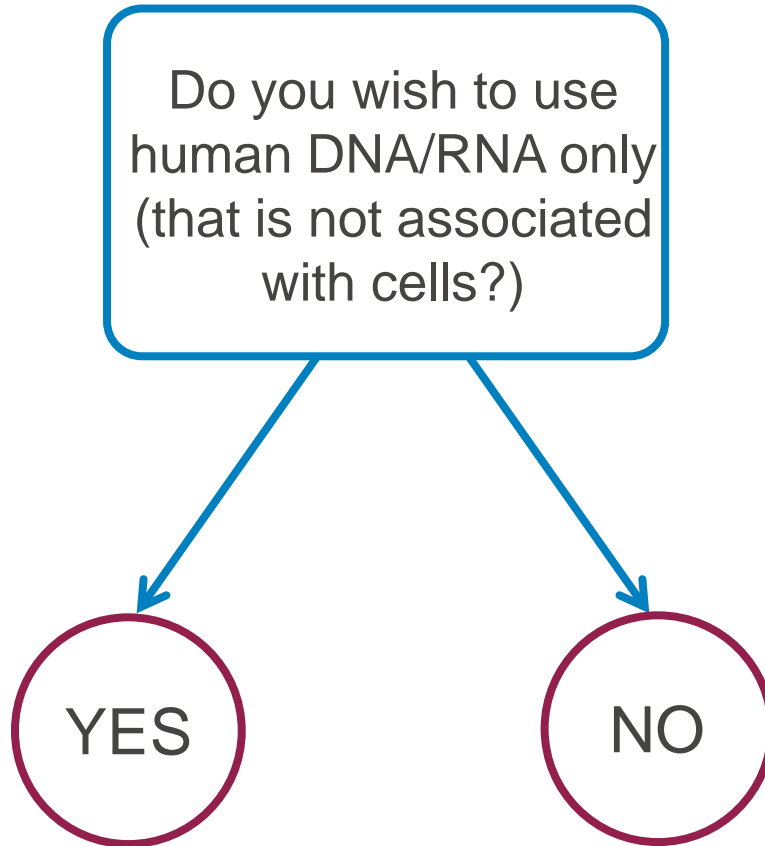 Do you wish to use
human DNA/RNA only
(that is not associated
with cells?)
YES
NO